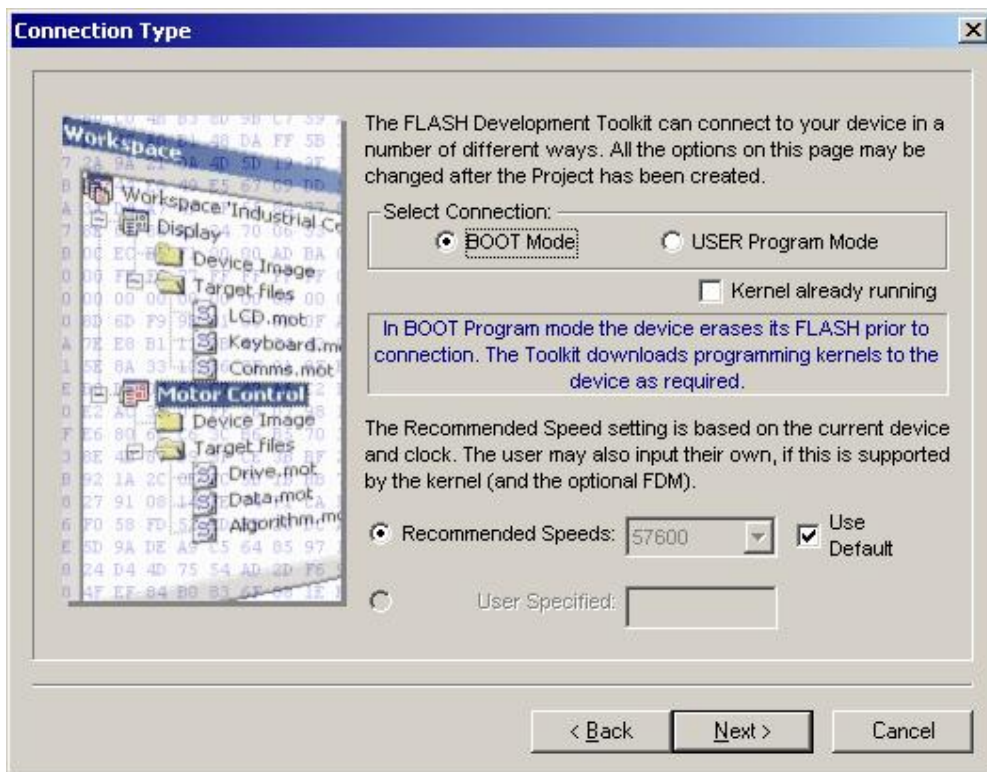 Connection Type
Workspace
Workspace 'Industrial Co
Display
Device Image
Target files
LCD.mot
Keyboard.mo
Comms.mot
Motor Control
Device Image
Target files
Drive.mot
Data.mot
Algorithm.mo
The FLASH Development Toolkit can connect to your device in a
number of different ways. All the options on this page may be
changed after the Project has been created.
Select Connection:
BOOT Mode
USER Program Mode
Kernel already running
In BOOT Program mode the device erases its FLASH prior to
connection. The Toolkit downloads programming kernels to the
device as required.
The Recommended Speed setting is based on the current device
and clock. The user may also input their own, if this is supported
by the kernel (and the optional FDM).
Recommended Speeds:
57600
Use
Default
User Specified:
< Back
Next >
Cancel